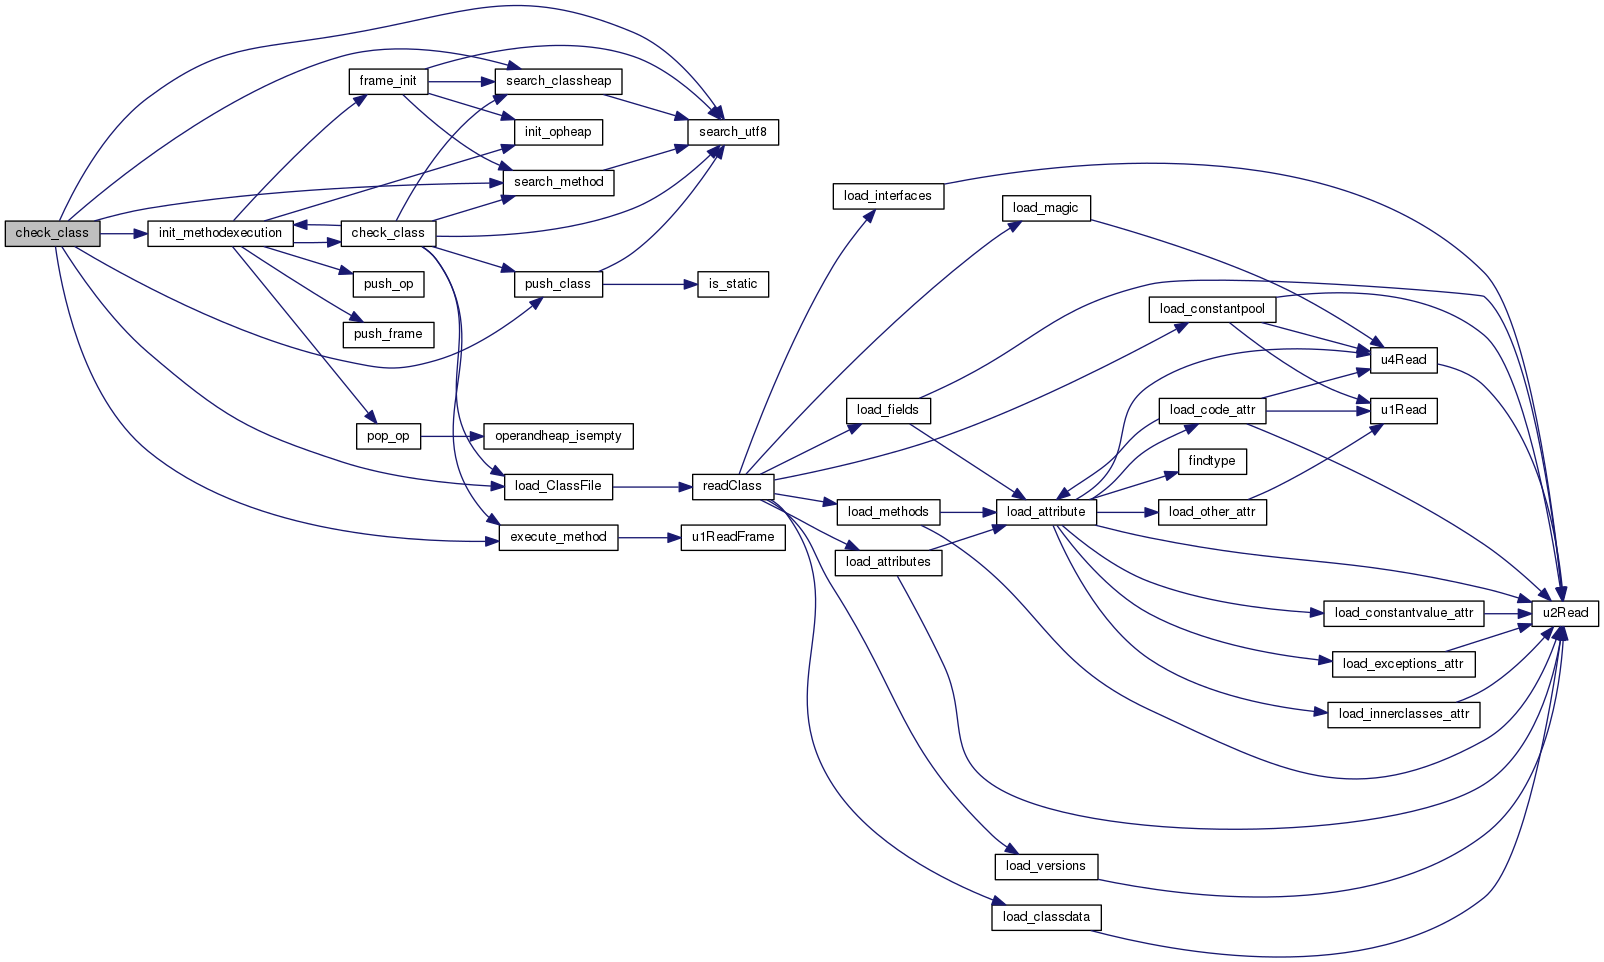 check_class
init_methodexecution
frame_init
check_class
push_op
push_frame
pop_op
search_classheap
init_opheap
search_method
push_class
operandheap_isempty
load_ClassFile
execute_method
search_utf8
is_static
readClass
u1ReadFrame
load_interfaces
load_fields
load_methods
load_attributes
load_magic
load_attribute
load_versions
load_classdata
load_constantpool
load_code_attr
findtype
load_other_attr
u4Read
u1Read
load_constantvalue_attr
load_exceptions_attr
load_innerclasses_attr
u2Read